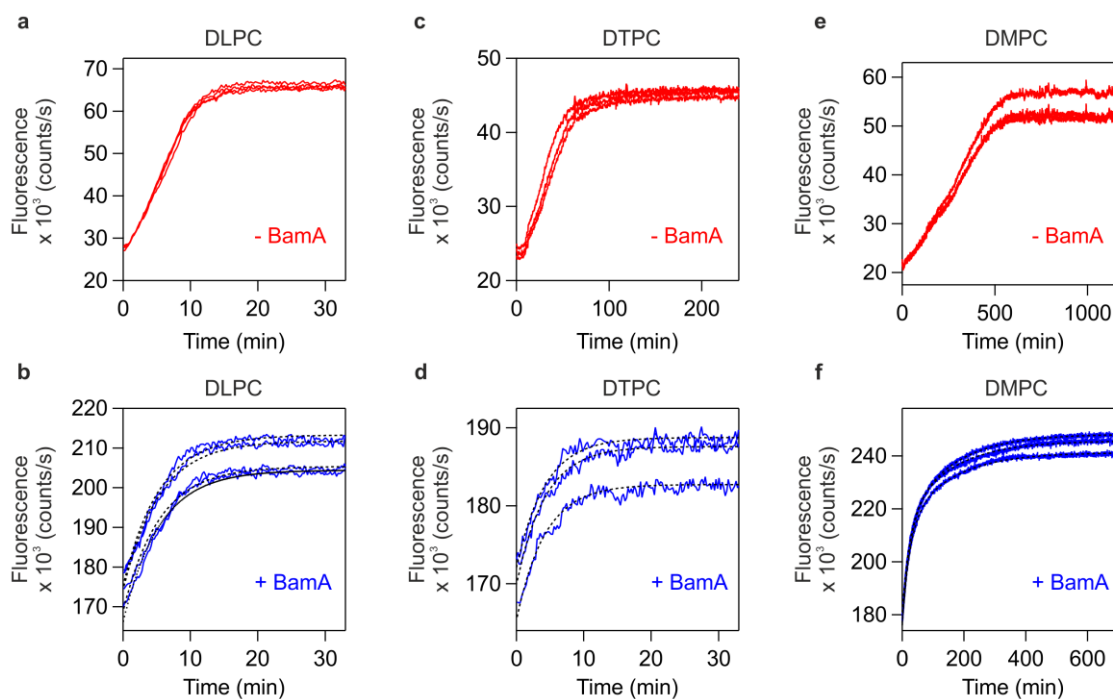 a
DLPC
Fluorescence
x 10³ (counts/s)
70
60
50
40
30
20
- BamA
0 10 20 30
Time (min)
c
DTPC
Fluorescence
x 10³ (counts/s)
50
40
30
20
- BamA
0 100 200
Time (min)
e
DMPC
Fluorescence
x 10³ (counts/s)
60
50
40
30
20
- BamA
0 500 1000
Time (min)
b
DLPC
Fluorescence
x 10³ (counts/s)
220
210
200
190
180
170
+ BamA
0 10 20 30
Time (min)
d
DTPC
Fluorescence
x 10³ (counts/s)
190
180
170
+ BamA
0 10 20 30
Time (min)
f
DMPC
Fluorescence
x 10³ (counts/s)
240
220
200
180
+ BamA
0 200 400 600
Time (min)